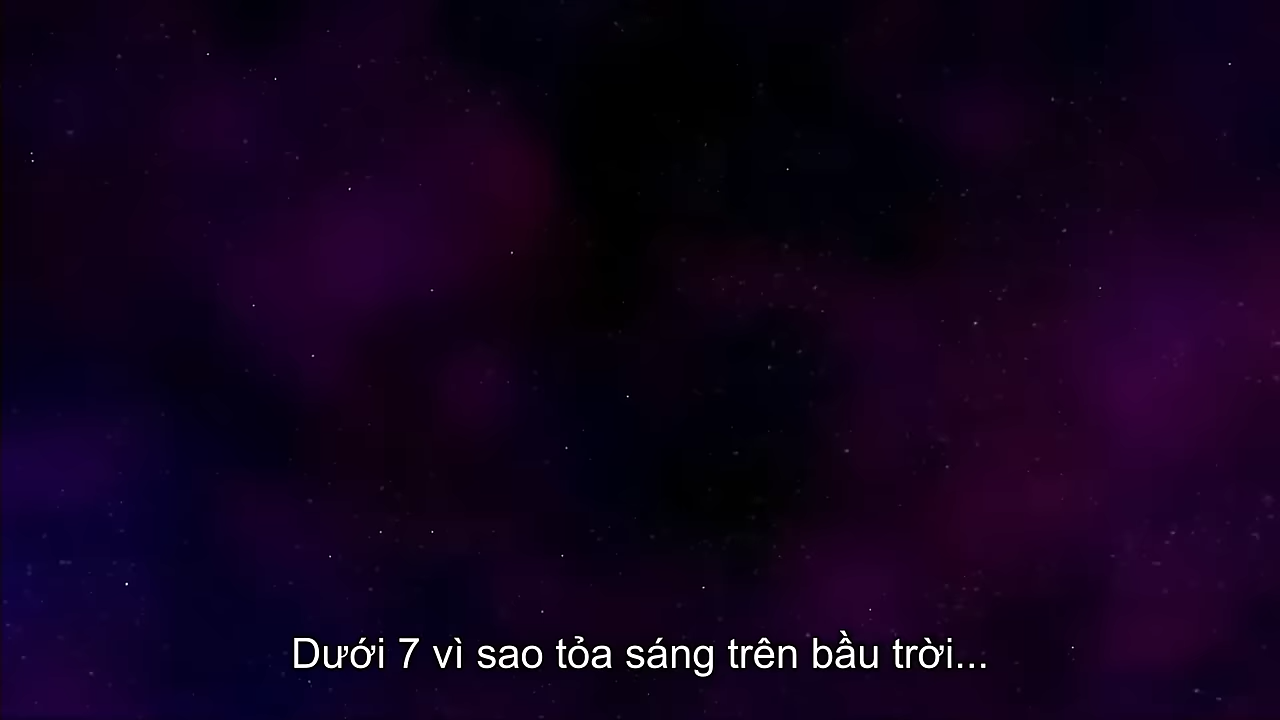 Dưới 7 vì sao tỏa sáng trên bầu trời...